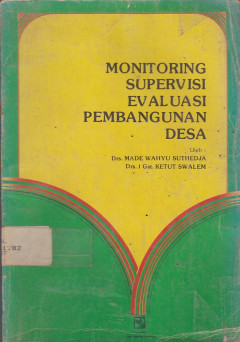 MONITORING
SUPERVISI
EVALUASI
PEMBANGUNAN
DESA
Oleh :
Drs. MADE WAHYU SUTHEDJA
Drs. I Gst. KETUT SWALEM